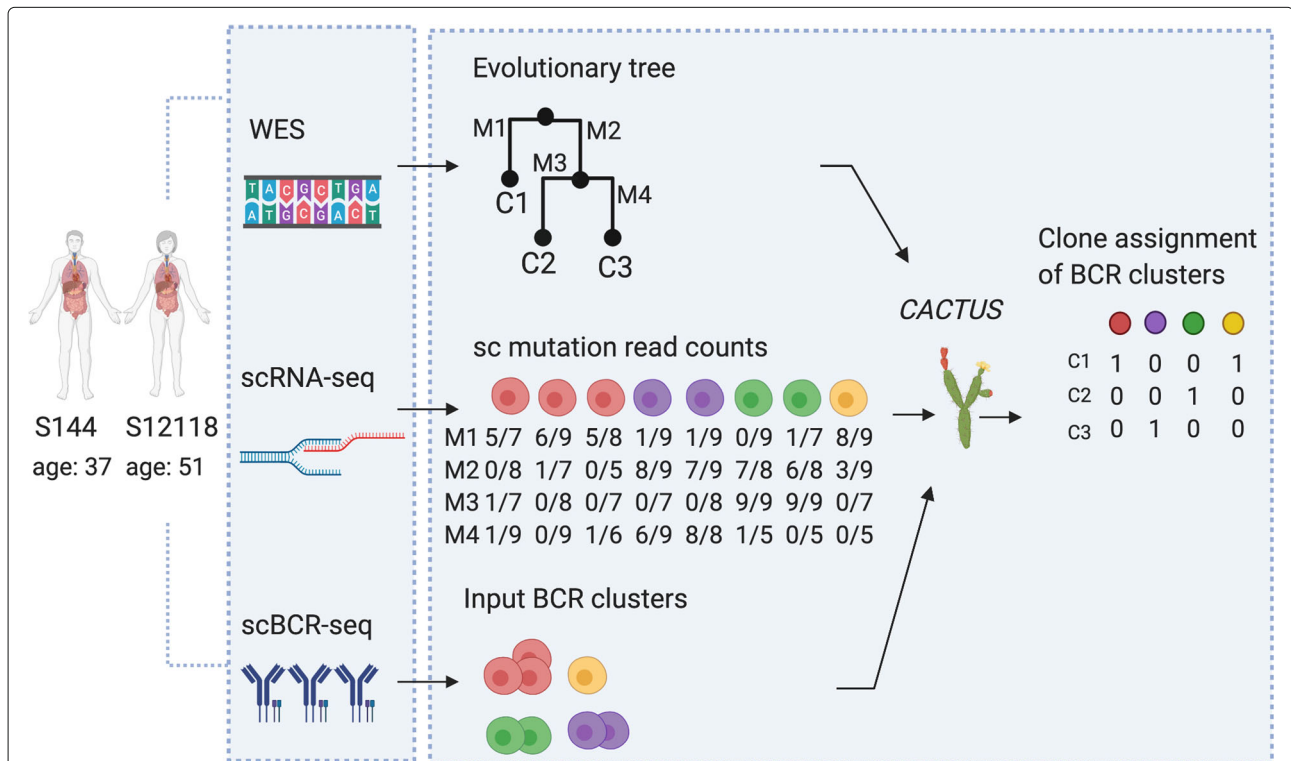 WES
TACGCTGA
ATGCGACT
S144
age: 37
S12118
age: 51
scRNA-seq
scBCR-seq
Evolutionary tree
M1
M2
M3
M4
C1
C2
C3
sc mutation read counts
M1 5/7 6/9 5/8 1/9 1/9 0/9 1/7 8/9
M2 0/8 1/7 0/5 8/9 7/9 7/8 6/8 3/9
M3 1/7 0/8 0/7 0/7 0/8 9/9 9/9 0/7
M4 1/9 0/9 1/6 6/9 8/8 1/5 0/5 0/5
Input BCR clusters
CACTUS
Clone assignment
of BCR clusters
C1 1 0 0 1
C2 0 0 1 0
C3 0 1 0 0